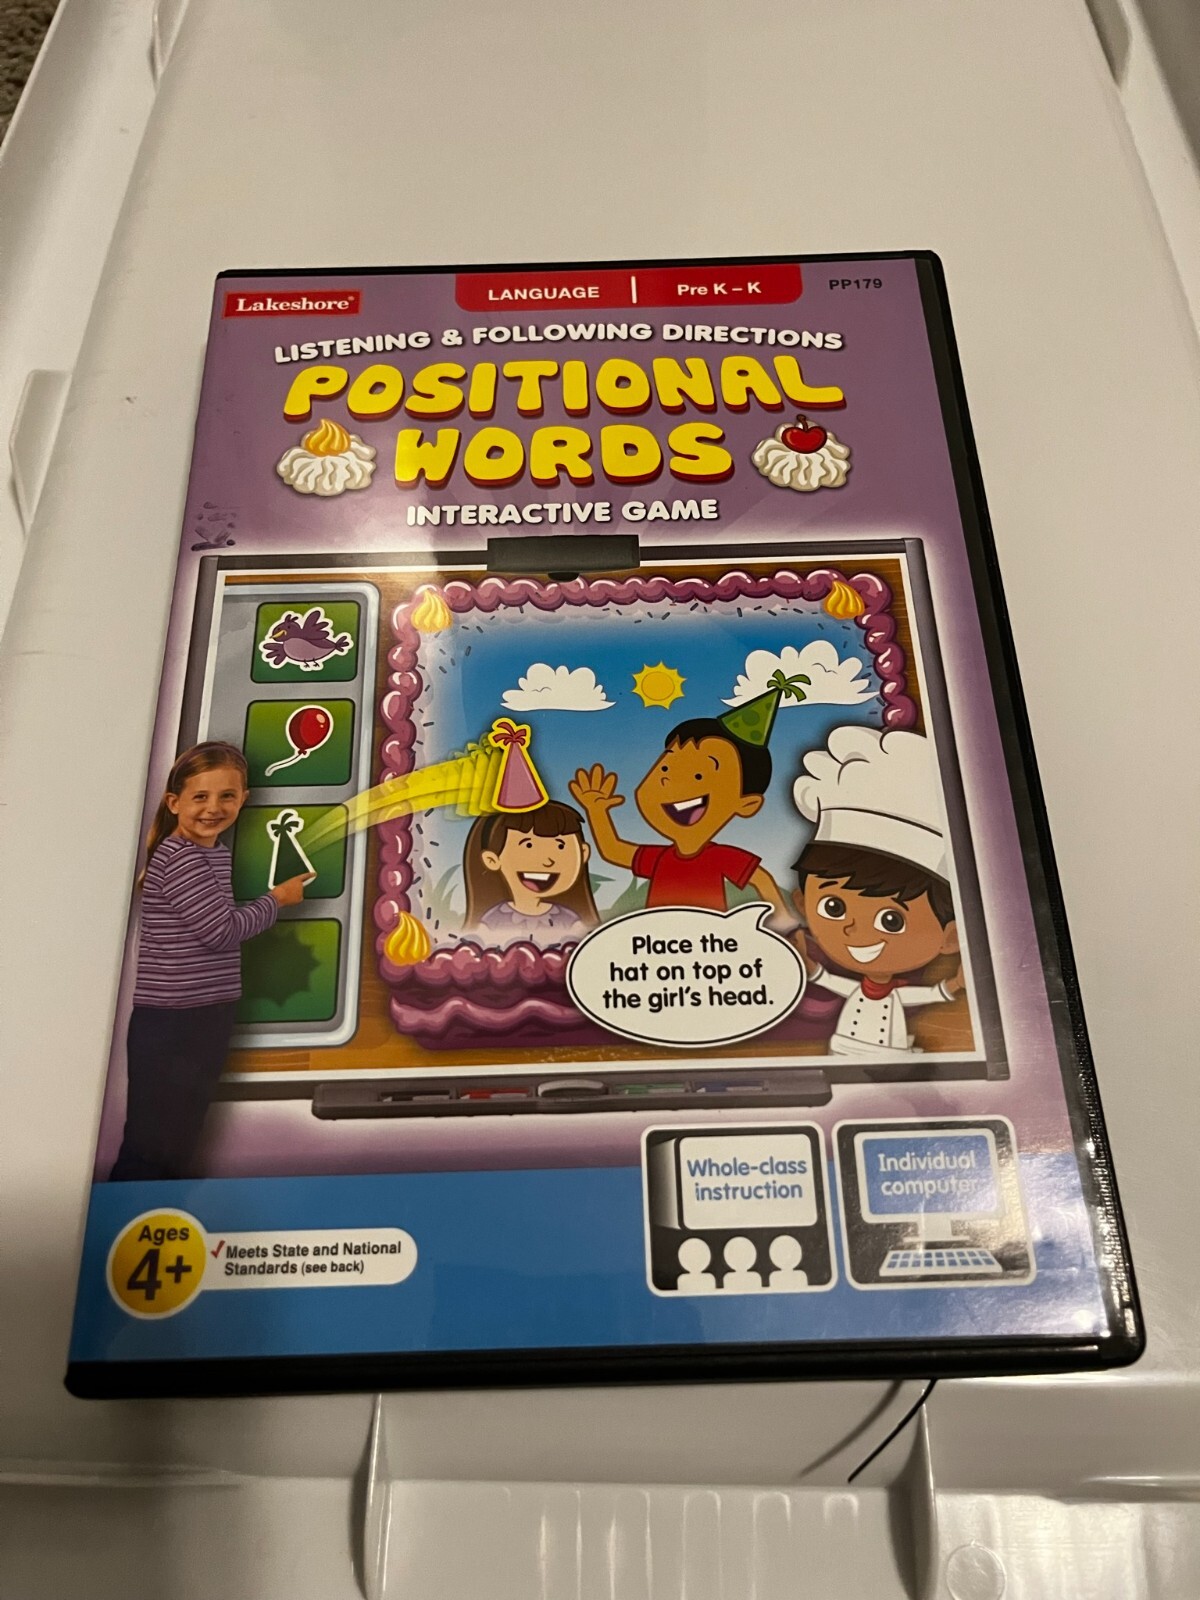 Lakeshore®
LANGUAGE | Pre K – K
PP179
LISTENING & FOLLOWING DIRECTIONS
POSITIONAL
WORDS
INTERACTIVE GAME
Place the
hat on top of
the girl's head.
Whole-class
instruction
Individual
computer
Ages
4+
✓Meets State and National
Standards (see back)